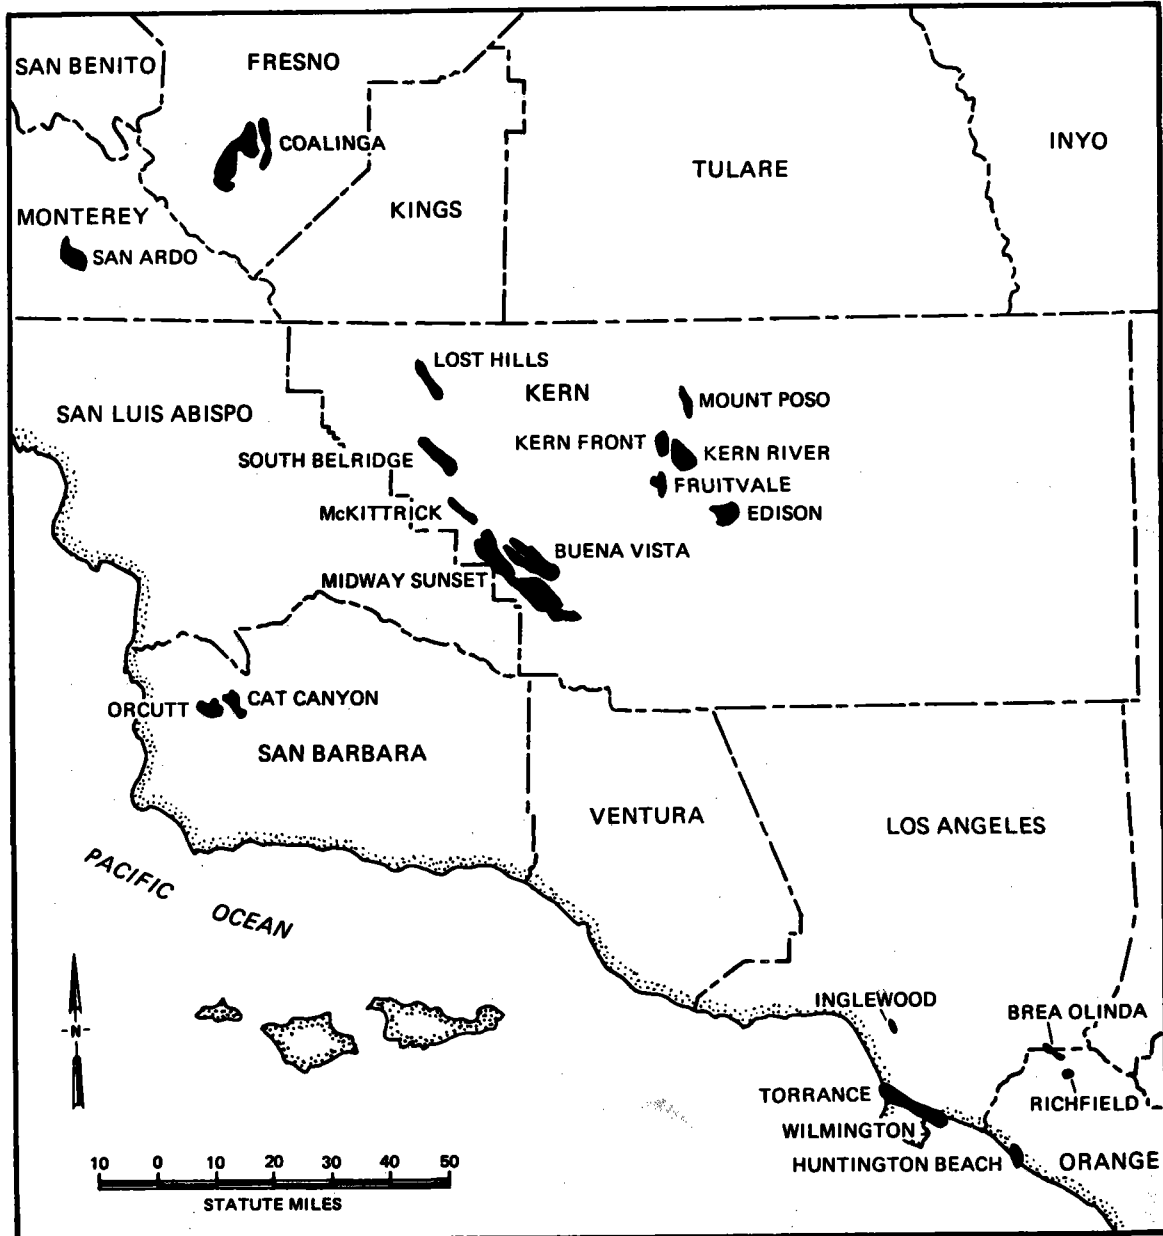 SAN BENITO
FRESNO
COALINGA
INYO
TULARE
KINGS
MONTEREY
SAN ARDO
LOST HILLS
KERN
MOUNT POSO
SAN LUIS ABISPO
KERN FRONT
KERN RIVER
SOUTH BELRIDGE
FRUITVALE
McKITTRICK
EDISON
BUENA VISTA
MIDWAY SUNSET
CAT CANYON
ORCUTT
SAN BARBARA
VENTURA
LOS ANGELES
PACIFIC
OCEAN
INGLEWOOD
BREA OLINDA
-N-
TORRANCE
RICHFIELD
WILMINGTON
HUNTINGTON BEACH
ORANGE
10 0 10 20 30 40 50
STATUTE MILES